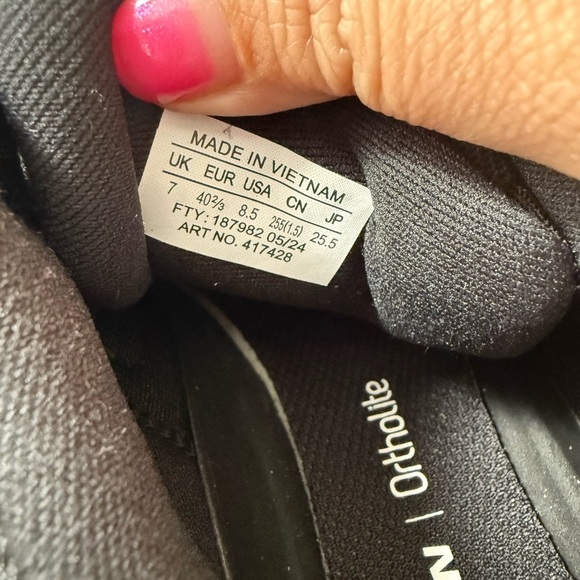 MADE IN VIETNAM
UK EUR USA CN JP
7 40⅔ 8.5 255(1.5) 25.5
FTY: 187982 05/24
ART NO. 417428
| Ortholite